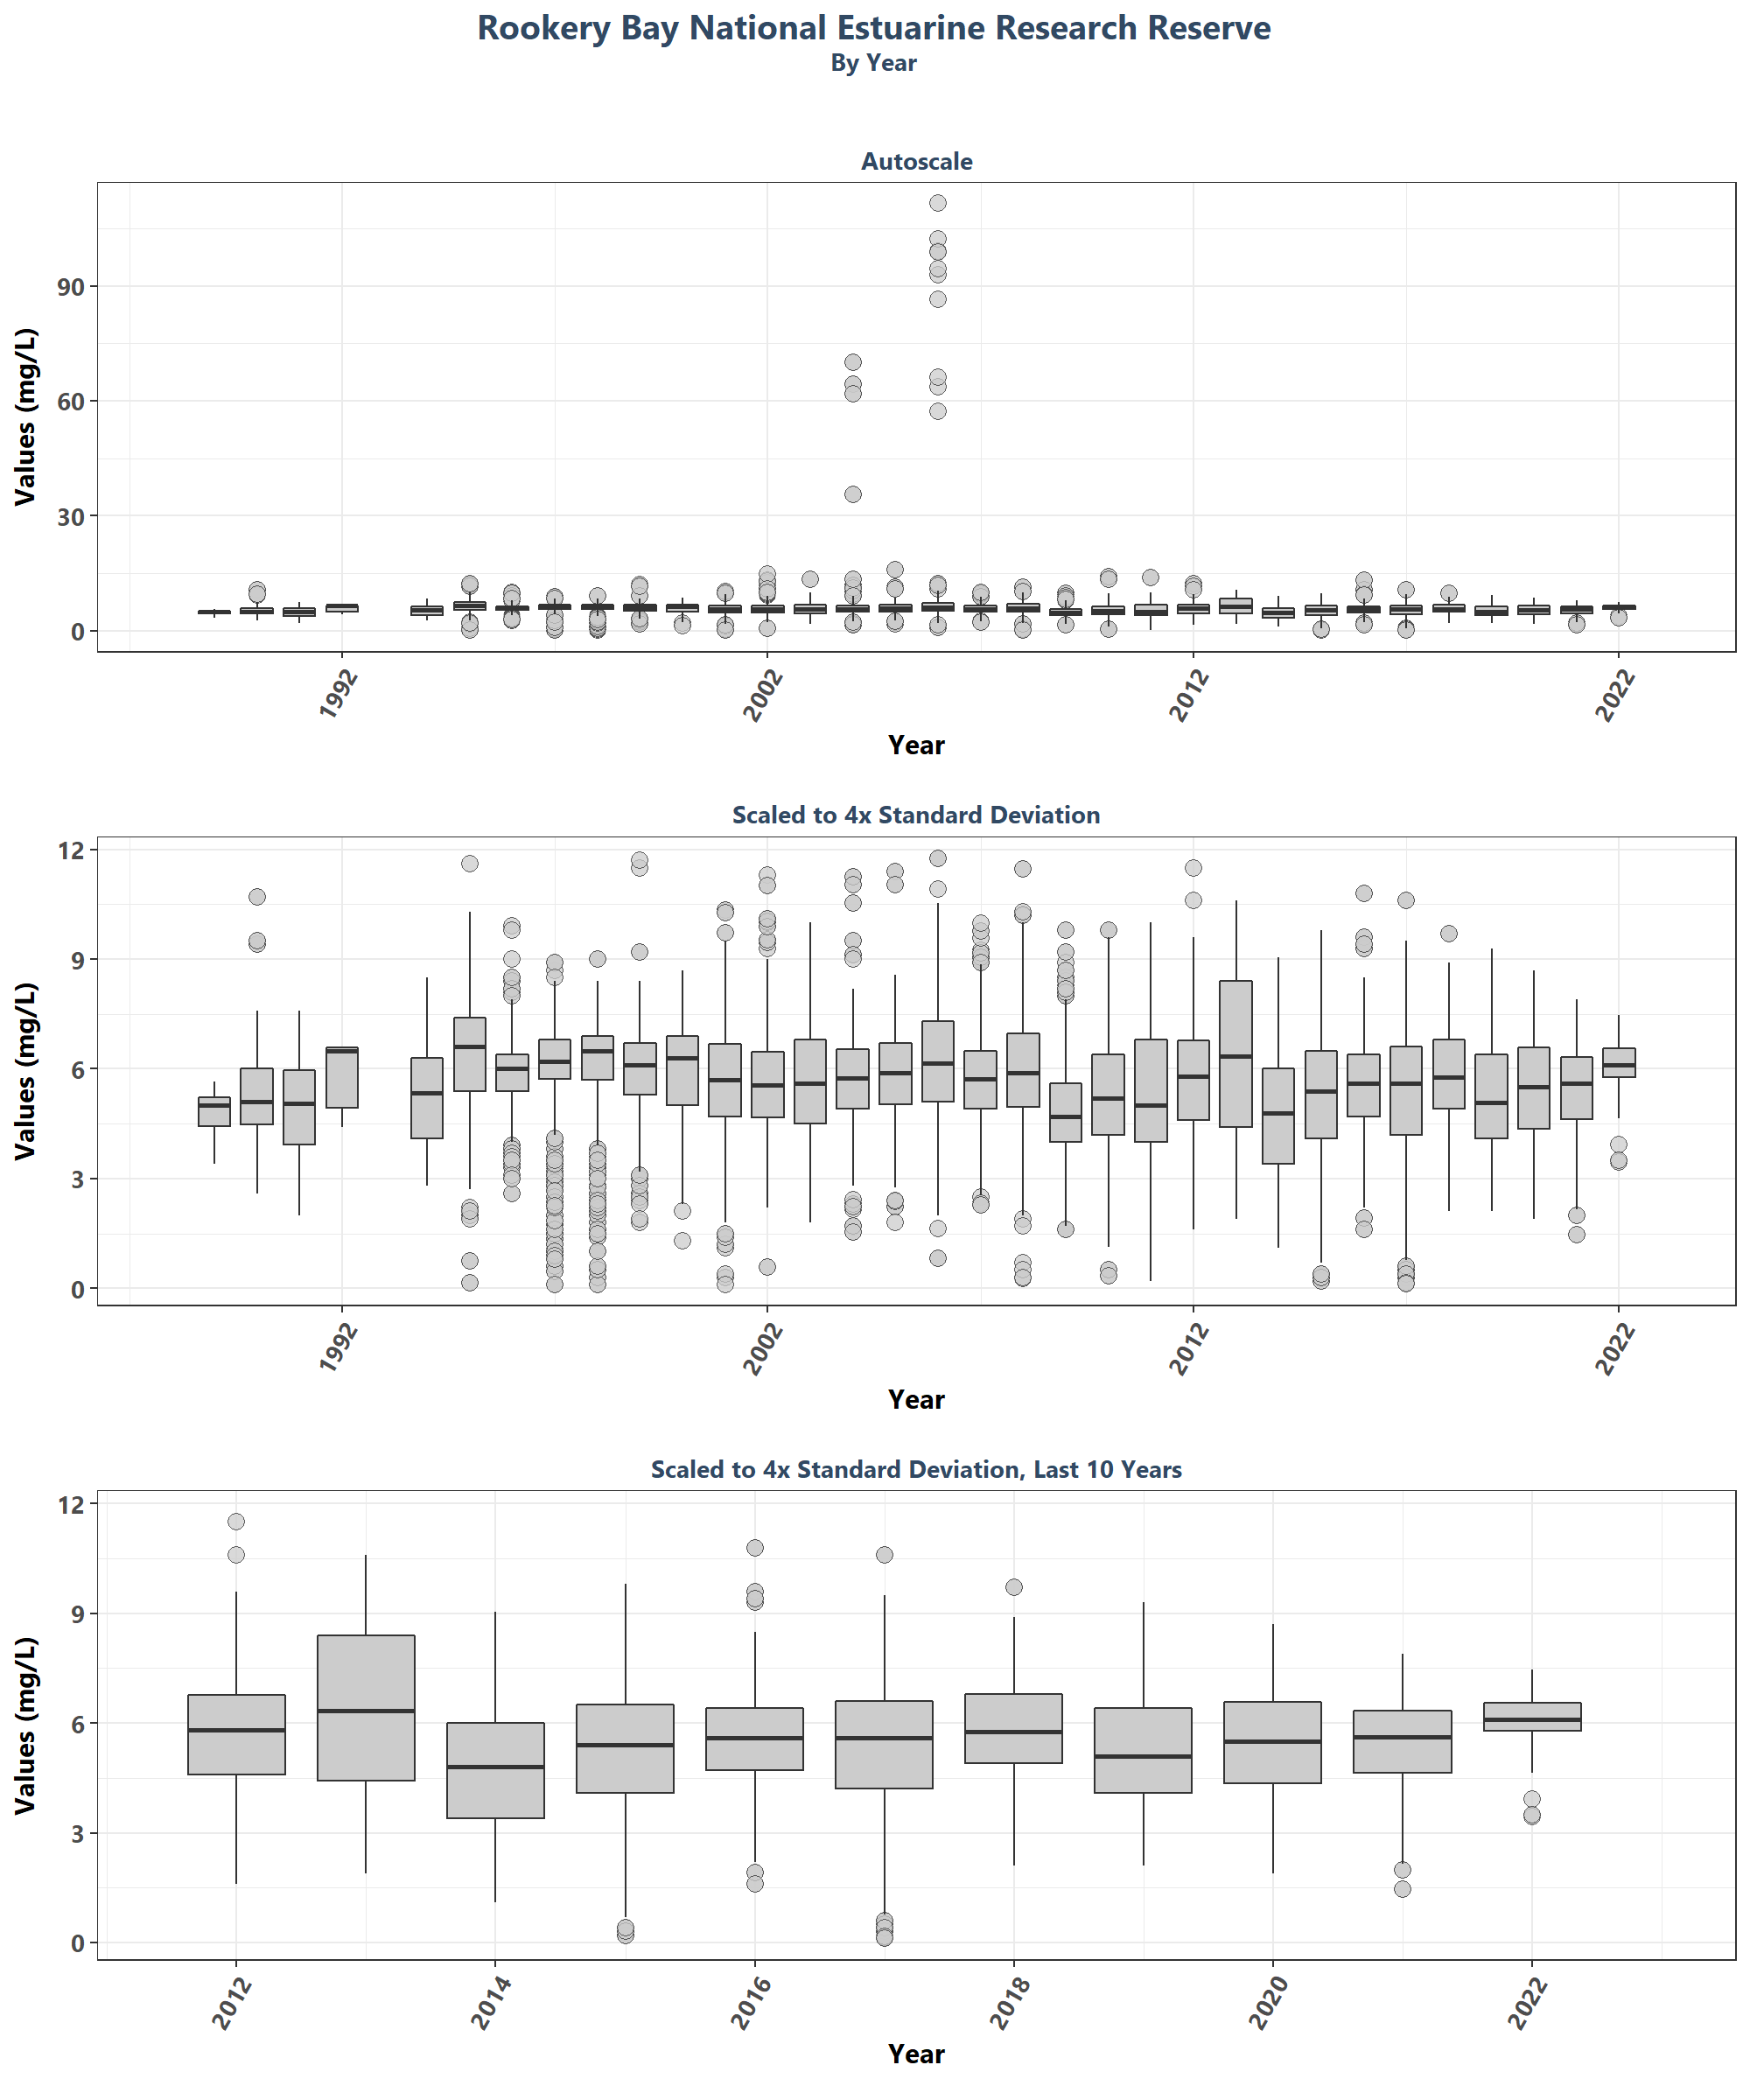 Rookery Bay National Estuarine Research Reserve
By Year
Autoscale
Values (mg/L)
90
60
30
0
1992
2002
2012
2022
Year
Scaled to 4x Standard Deviation
Values (mg/L)
12
9
6
3
0
1992
2002
2012
2022
Year
Scaled to 4x Standard Deviation, Last 10 Years
Values (mg/L)
12
9
6
3
0
2012
2014
2016
2018
2020
2022
Year